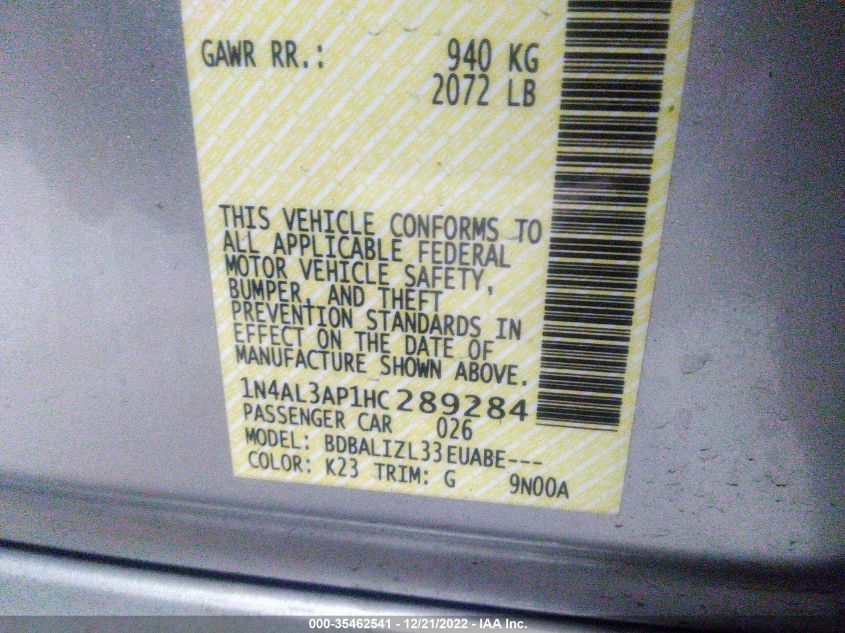 GAWR RR.: 940 KG
2072 LB
THIS VEHICLE CONFORMS TO
ALL APPLICABLE FEDERAL
MOTOR VEHICLE SAFETY,
BUMPER, AND THEFT
PREVENTION STANDARDS IN
EFFECT ON THE DATE OF
MANUFACTURE SHOWN ABOVE.
1N4AL3AP1HC289284
PASSENGER CAR 026
MODEL: BDBALIZL33EUABE---
COLOR: K23 TRIM: G 9N00A
000-35462541 - 12/21/2022 - IAA Inc.